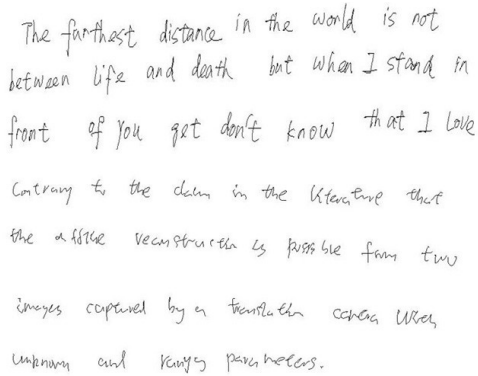 The farthest distance in the world is not
between life and death but when I stand in
front of you yet don't know that I love
Contrary to the claim in the literature that
the affine reconstruction is possible from two
images captured by a translation camera when
unknown and varying parameters.